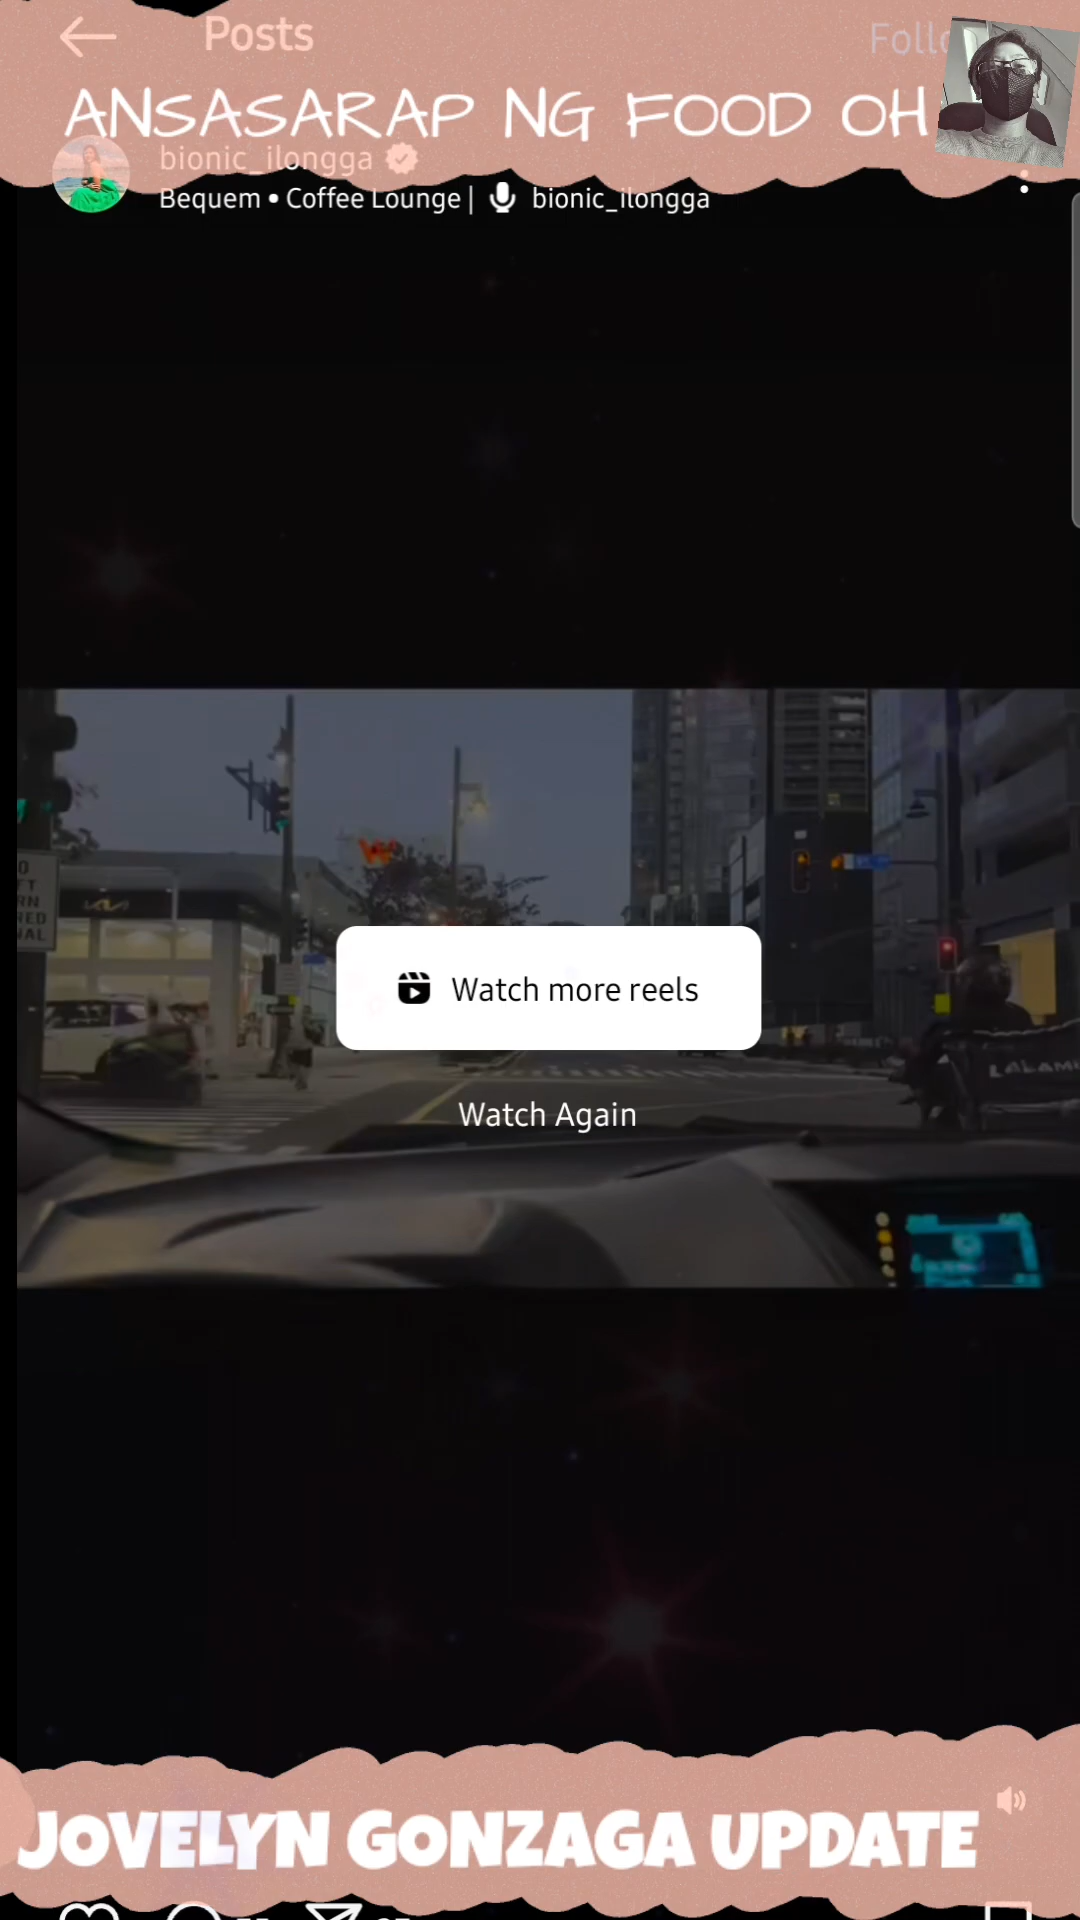 Posts
ANSASARAP NG FOOD OH
bionic_ilongga
Bequem • Coffee Lounge | bionic_ilongga
W
Watch more reels
Watch Again
JOVELYN GONZAGA UPDATE